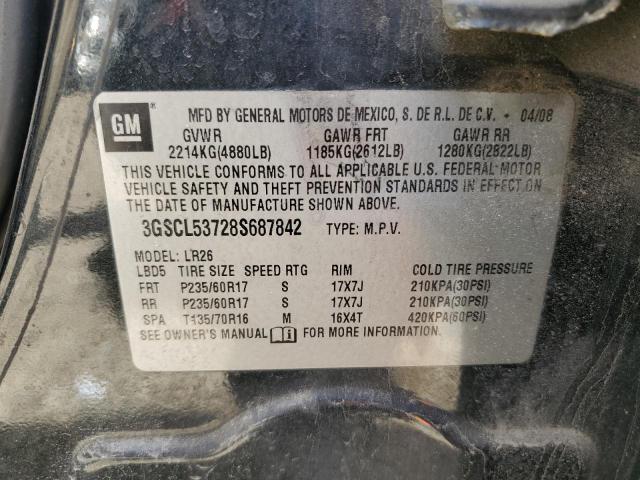 GM ®
MFD BY GENERAL MOTORS DE MEXICO, S. DE R.L. DE C.V. • 04/08
GVWR GAWR FRT GAWR RR
2214KG(4880LB) 1185KG(2612LB) 1280KG(2822LB)
THIS VEHICLE CONFORMS TO ALL APPLICABLE U.S. FEDERAL MOTOR
VEHICLE SAFETY AND THEFT PREVENTION STANDARDS IN EFFECT ON
THE DATE OF MANUFACTURE SHOWN ABOVE.
3GSCL53728S687842 TYPE: M.P.V.
MODEL: LR26
LBD5 TIRE SIZE SPEED RTG RIM COLD TIRE PRESSURE
FRT P235/60R17 S 17X7J 210KPA(30PSI)
RR P235/60R17 S 17X7J 210KPA(30PSI)
SPA T135/70R16 M 16X4T 420KPA(60PSI)
SEE OWNER'S MANUAL FOR MORE INFORMATION.